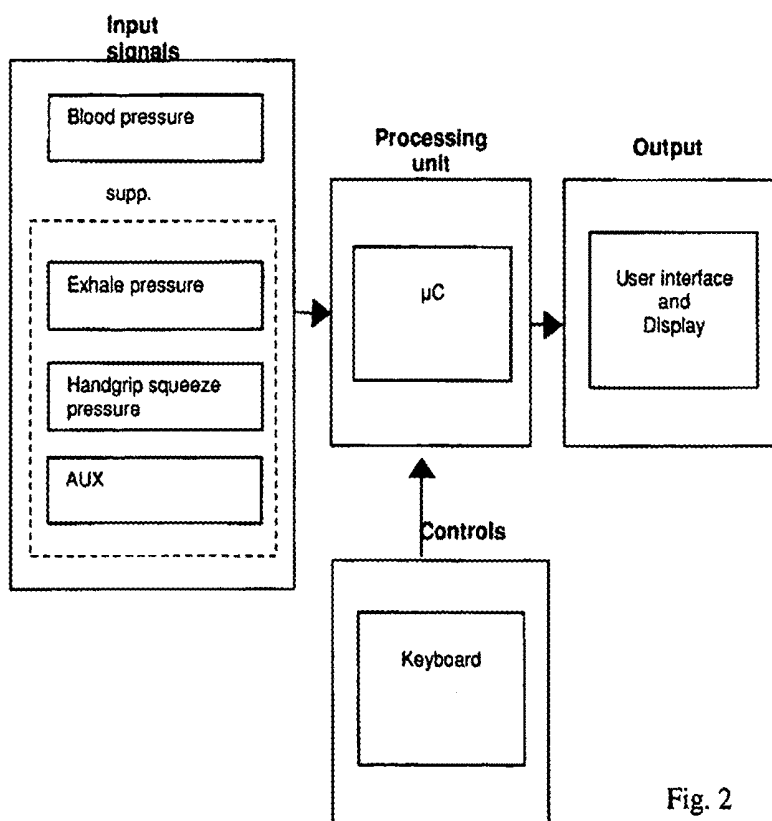 Input
signals
Blood pressure
supp.
Exhale pressure
Handgrip squeeze
pressure
AUX
Processing
unit
µC
Output
User interface
and
Display
Controls
Keyboard
Fig. 2